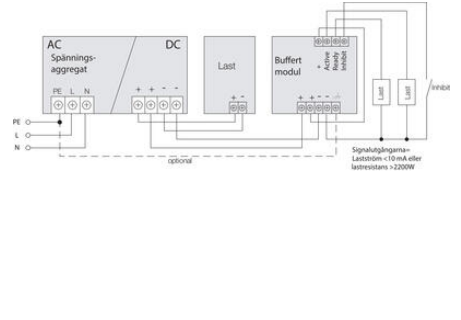 AC
DC
Spännings-
aggregat
PE L N
+ + - -
Last
+ -
Buffert
modul
+
Active
Ready
Inhibit
+ + - -
Last
Last
Inhibit
PE
L
N
optional
Signalutgångarna=
Lastström <10 mA eller
lastresistans >2200W